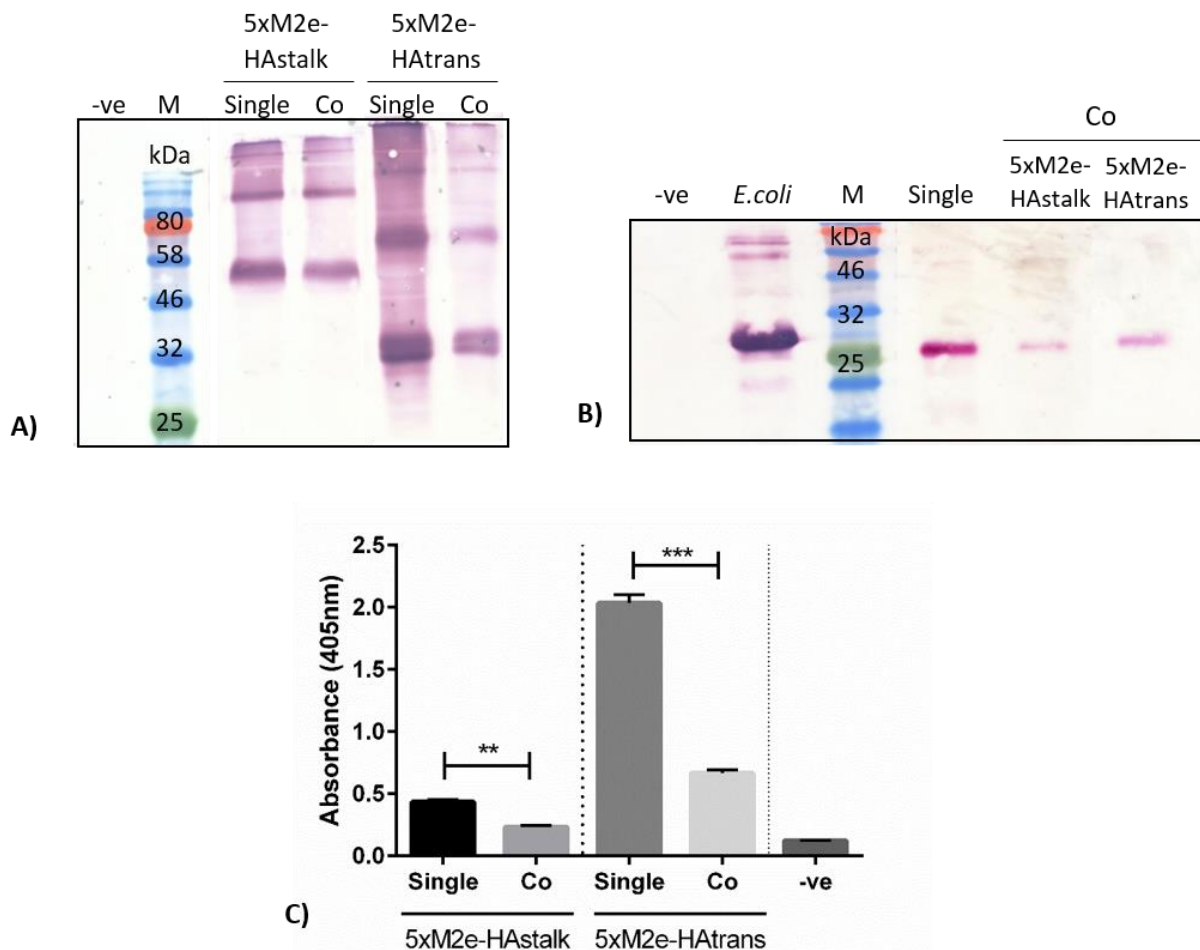 5xM2e-
HAstalk
5xM2e-
HAtrans
-ve M Single Co Single Co
kDa
80
58
46
32
25
A)
Co
-ve E.coli M Single 5xM2e-
HAstalk 5xM2e-
HAtrans
kDa
46
32
25
B)
Absorbance (405nm)
2.5
2.0
1.5
1.0
0.5
0.0
**
***
Single Co Single Co -ve
5xM2e-HAstalk 5xM2e-HAtrans
C)